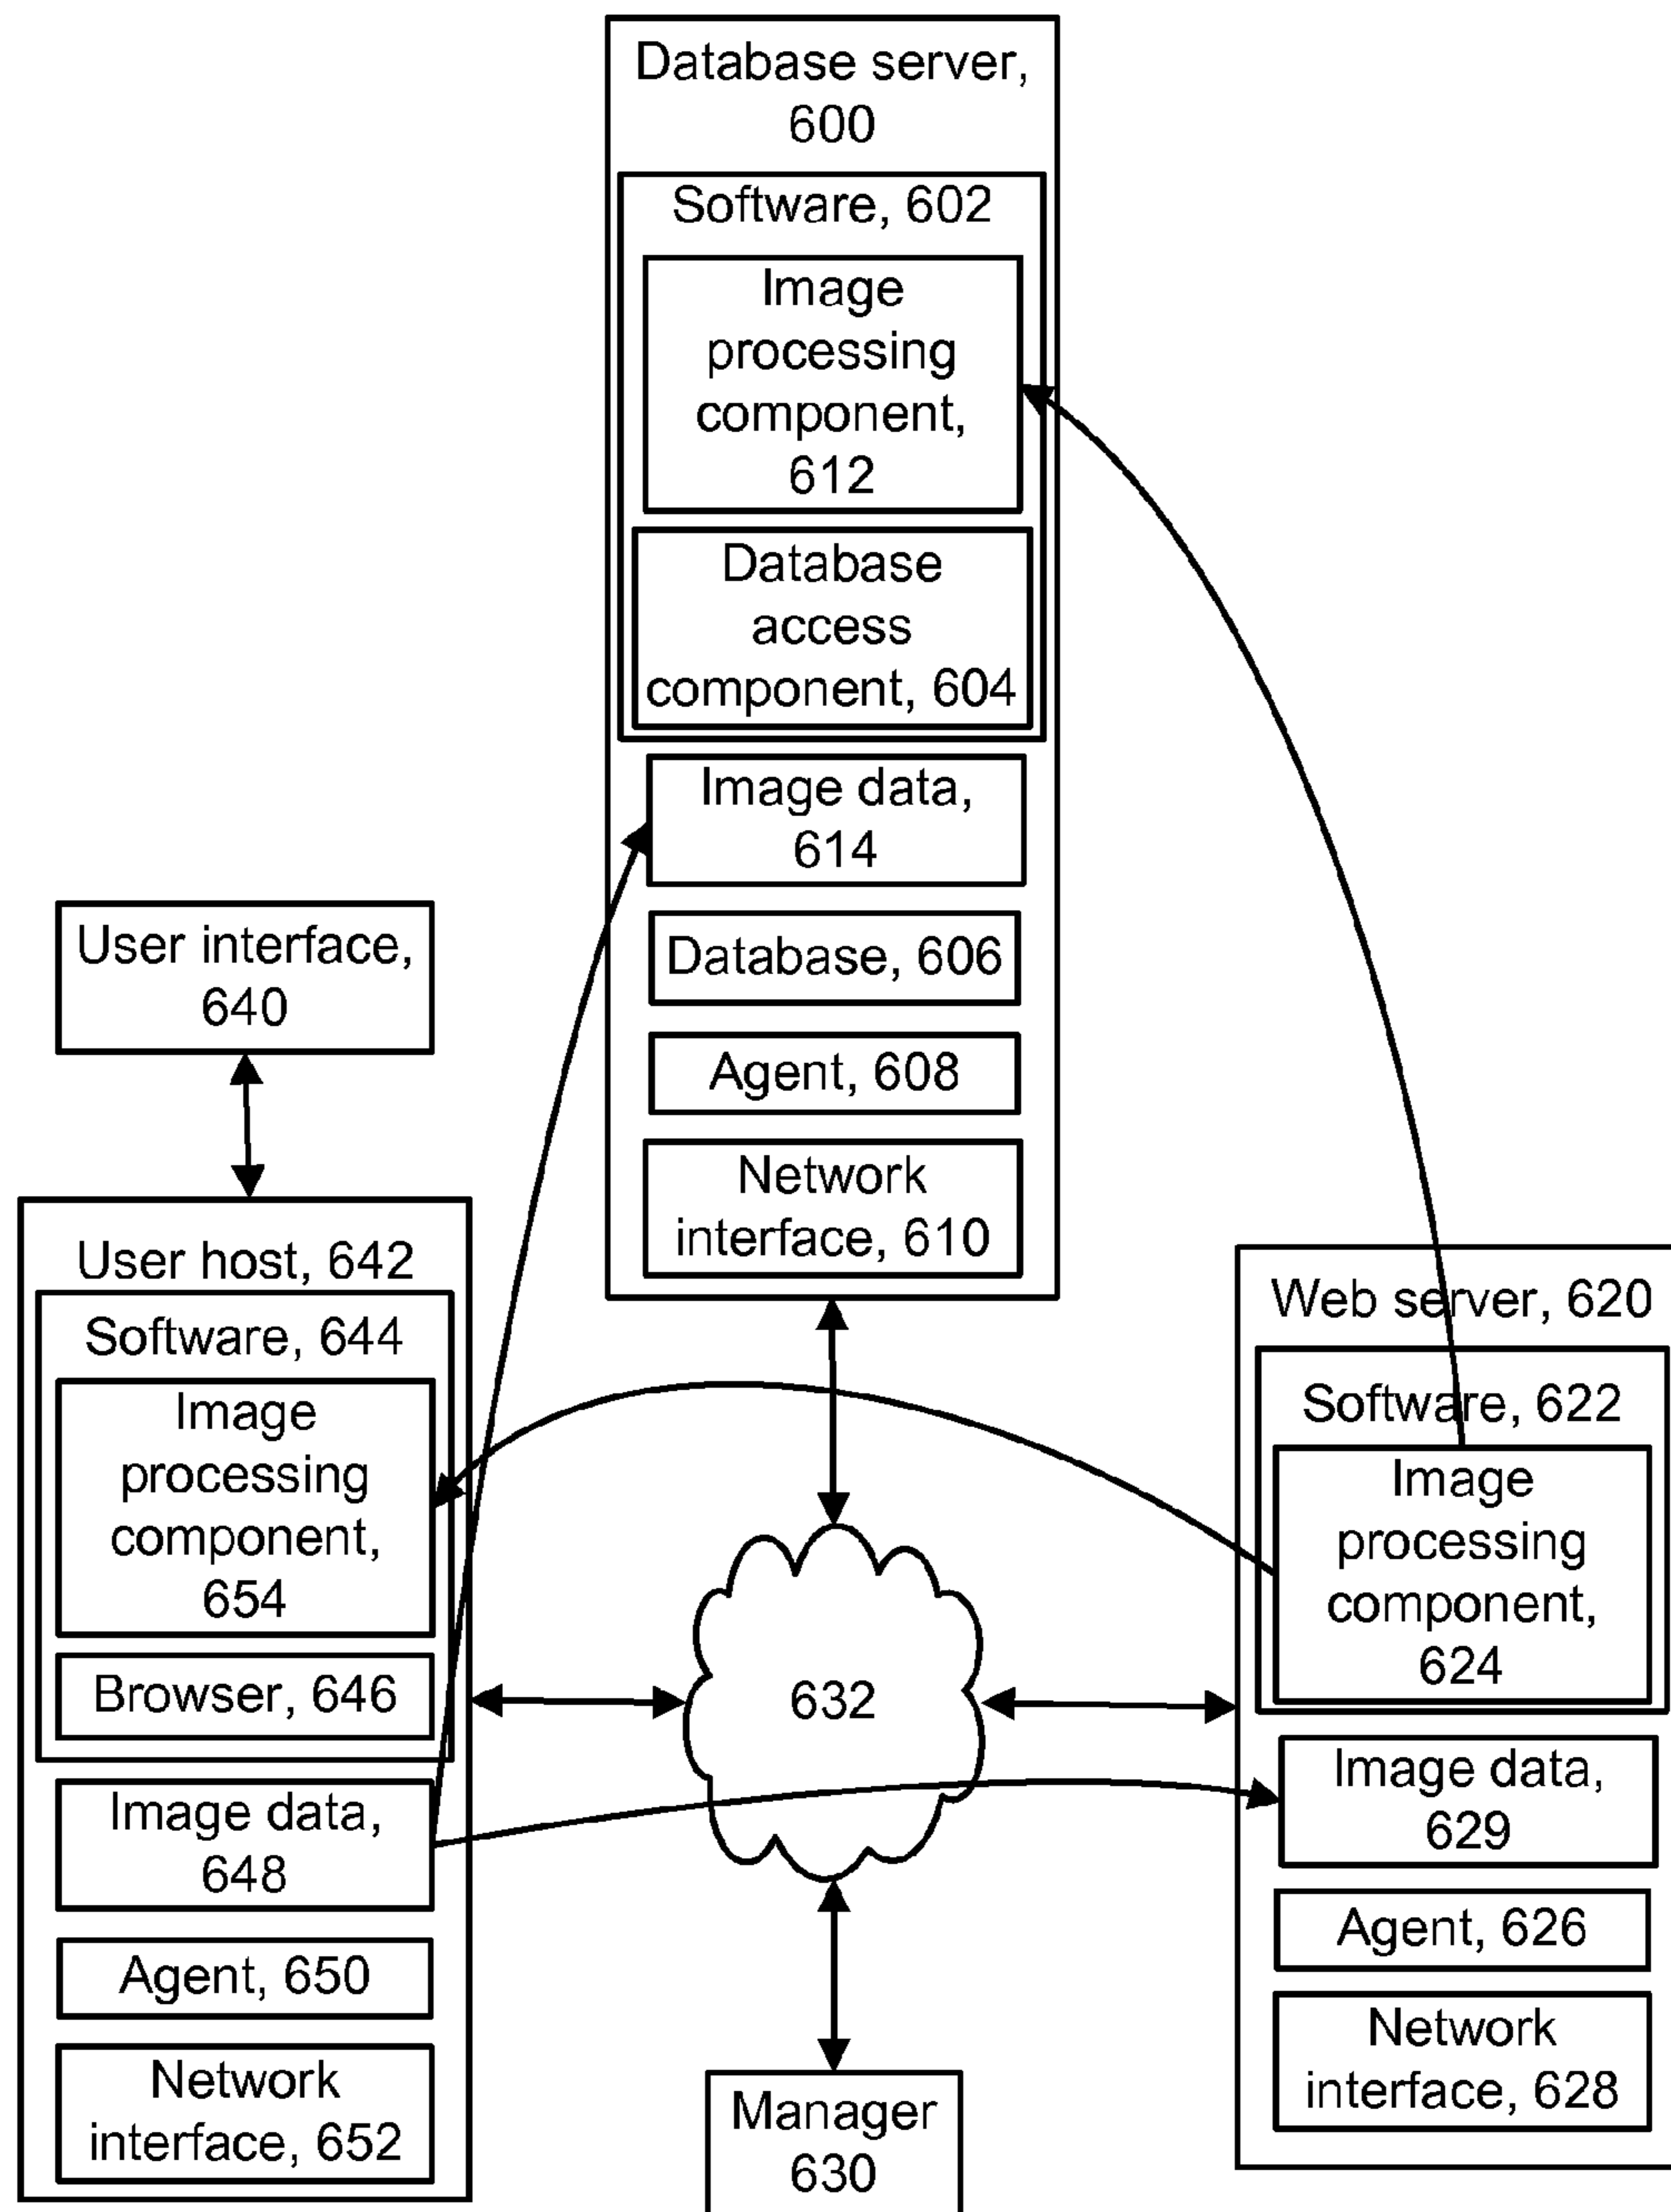 Database server,
600
Software, 602
Image
processing
component,
612
Database
access
component, 604
Image data,
614
Database, 606
Agent, 608
Network
interface, 610
User interface,
640
User host, 642
Software, 644
Image
processing
component,
654
Browser, 646
Image data,
648
Agent, 650
Network
interface, 652
632
Manager
630
Web server, 620
Software, 622
Image
processing
component,
624
Image data,
629
Agent, 626
Network
interface, 628